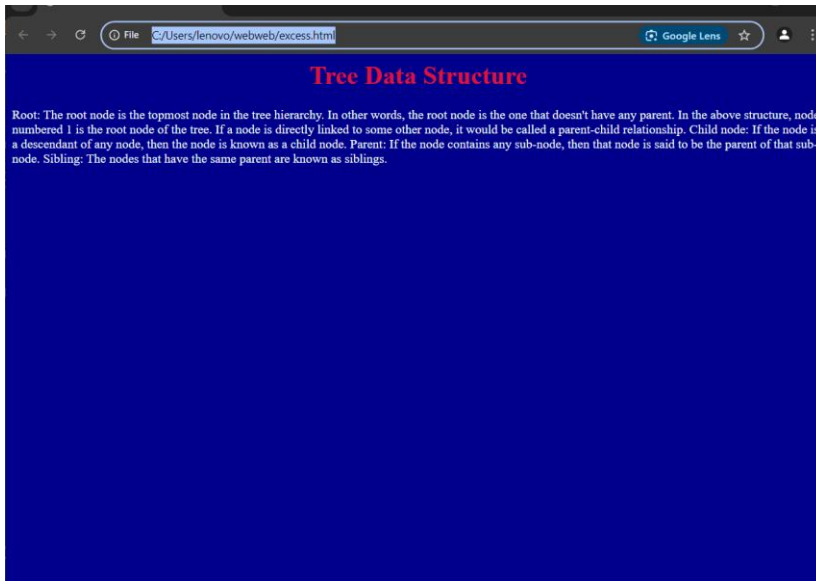 File C:/Users/lenovo/webweb/excess.html Google Lens
Tree Data Structure
Root: The root node is the topmost node in the tree hierarchy. In other words, the root node is the one that doesn't have any parent. In the above structure, node
numbered 1 is the root node of the tree. If a node is directly linked to some other node, it would be called a parent-child relationship. Child node: If the node is
a descendant of any node, then the node is known as a child node. Parent: If the node contains any sub-node, then that node is said to be the parent of that sub-
node. Sibling: The nodes that have the same parent are known as siblings.